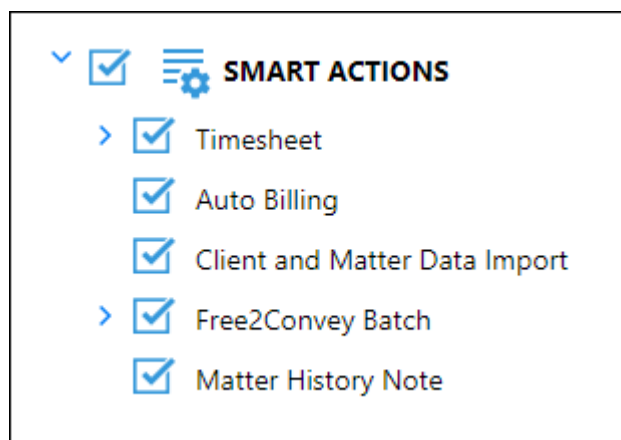 SMART ACTIONS
Timesheet
Auto Billing
Client and Matter Data Import
Free2Convey Batch
Matter History Note